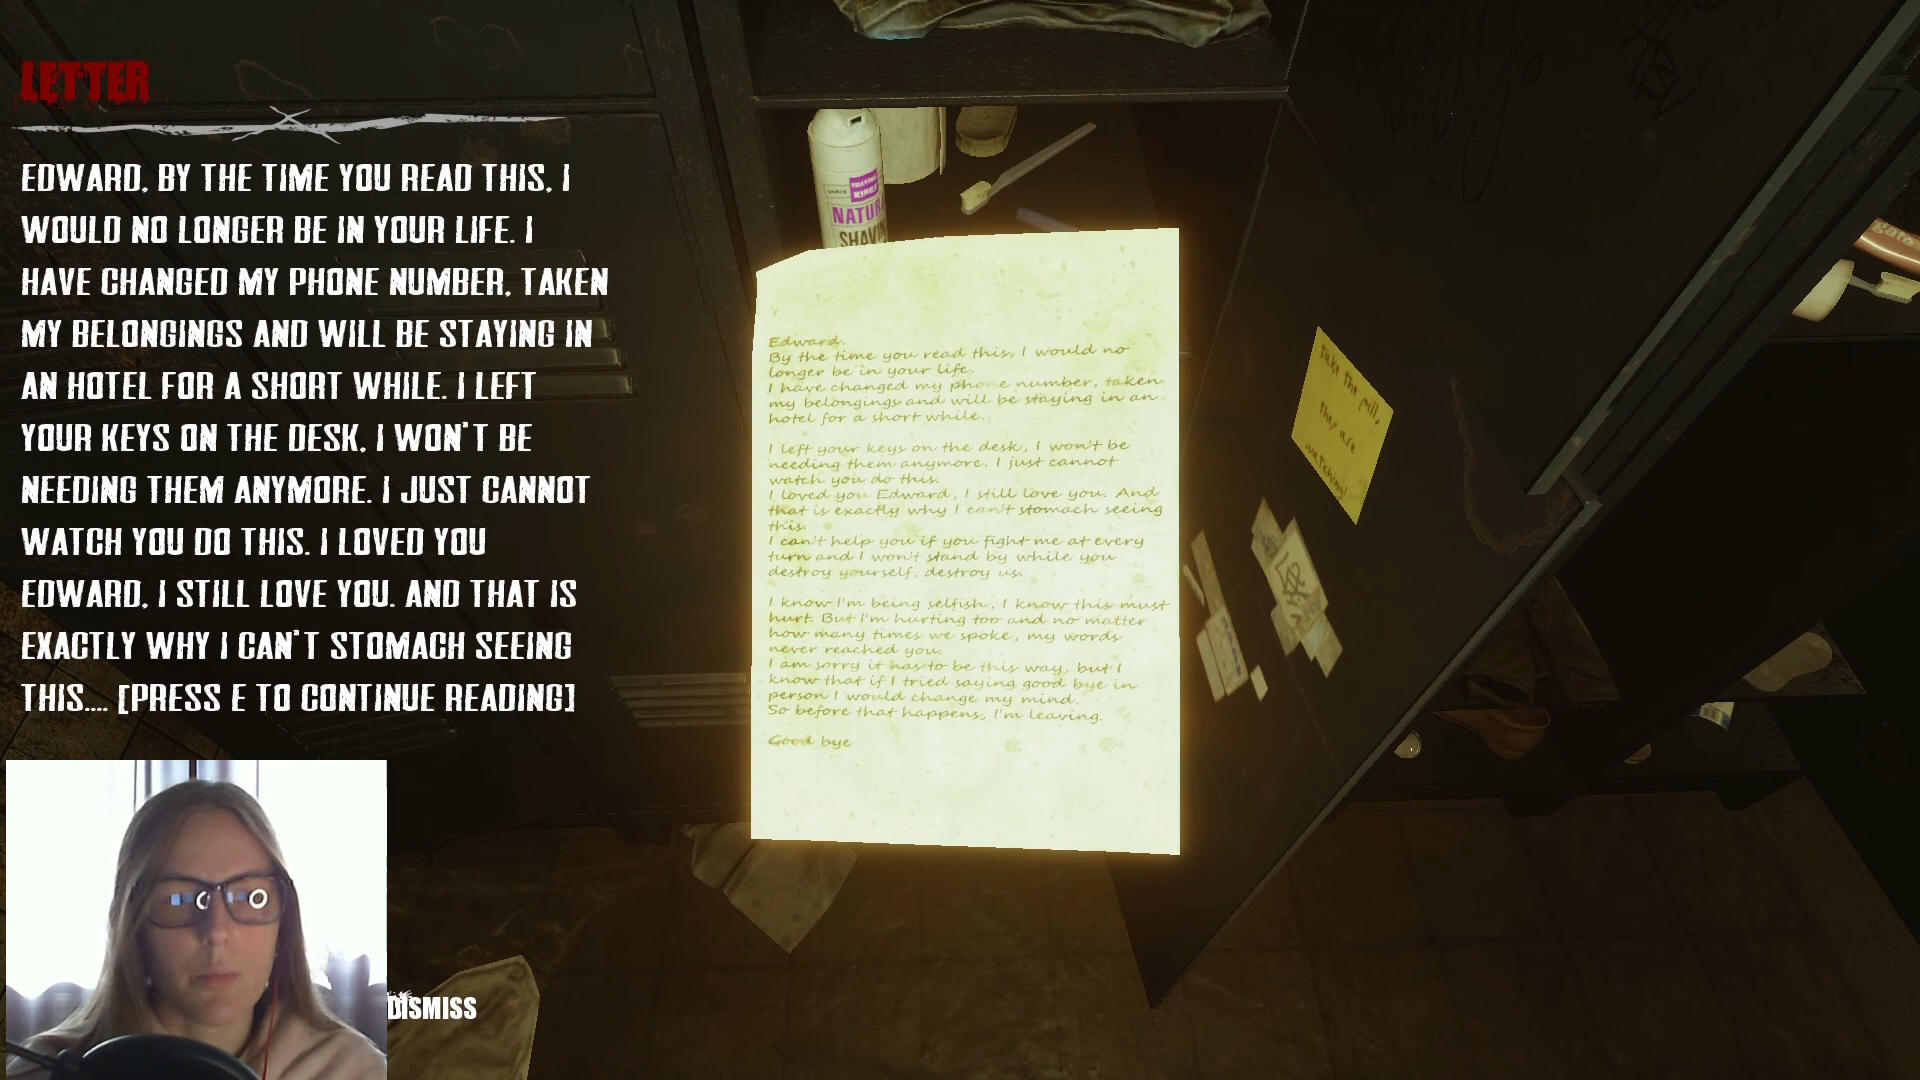 LETTER
EDWARD, BY THE TIME YOU READ THIS, I
WOULD NO LONGER BE IN YOUR LIFE. I
HAVE CHANGED MY PHONE NUMBER, TAKEN
MY BELONGINGS AND WILL BE STAYING IN
AN HOTEL FOR A SHORT WHILE. I LEFT
YOUR KEYS ON THE DESK, I WON'T BE
NEEDING THEM ANYMORE. I JUST CANNOT
WATCH YOU DO THIS. I LOVED YOU
EDWARD, I STILL LOVE YOU. AND THAT IS
EXACTLY WHY I CAN'T STOMACH SEEING
THIS.... [PRESS E TO CONTINUE READING]
DISMISS
NATUR
SHAVI
Edward,
By the time you read this, I would no
longer be in your life.
I have changed my phone number, taken
my belongings and will be staying in an
hotel for a short while.
I left your keys on the desk, I won't be
needing them anymore. I just cannot
watch you do this.
I loved you Edward, I still love you. And
that is exactly why I can't stomach seeing
this.
I can't help you if you fight me at every
turn and I won't stand by while you
destroy yourself, destroy us.
I know I'm being selfish, I know this must
hurt. But I'm hurting too and no matter
how many times we spoke, my words
never reached you.
I am sorry it has to be this way, but I
know that if I tried saying good bye in
person I would change my mind.
So before that happens, I'm leaving.
Good bye
take the pill,
they are
watching!
gate